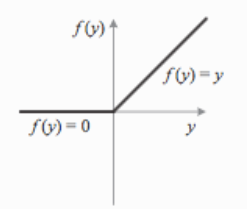 f(y)
f(y) = y
f(y) = 0
y